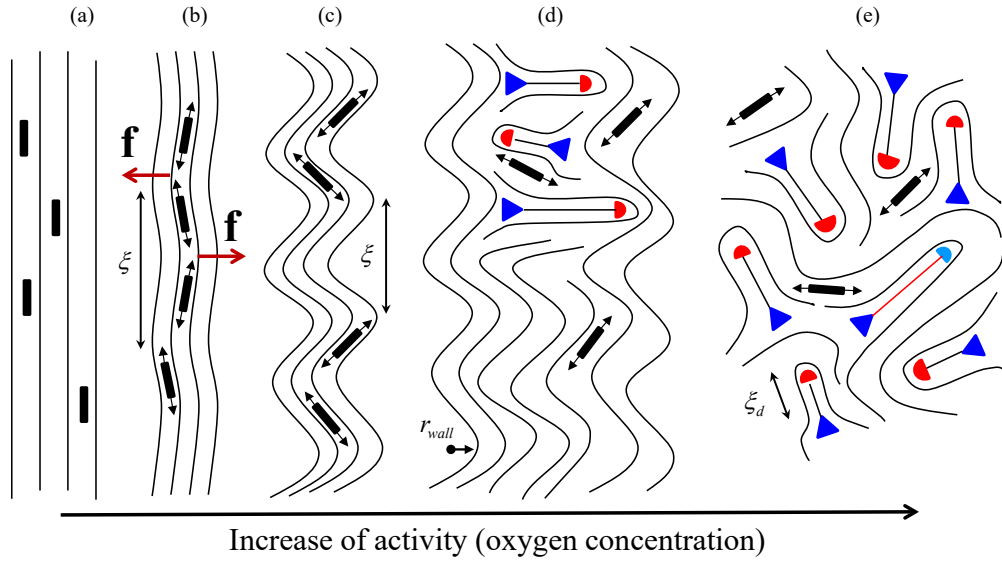 (a)
(b)
(c)
(d)
(e)
f
f
ξ
ξ
r_wall
ξ_d
Increase of activity (oxygen concentration)